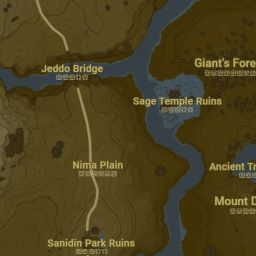 Jeddo Bridge
Giant's Fore
Sage Temple Ruins
Nima Plain
Ancient Tr
Mount D
Sanidin Park Ruins